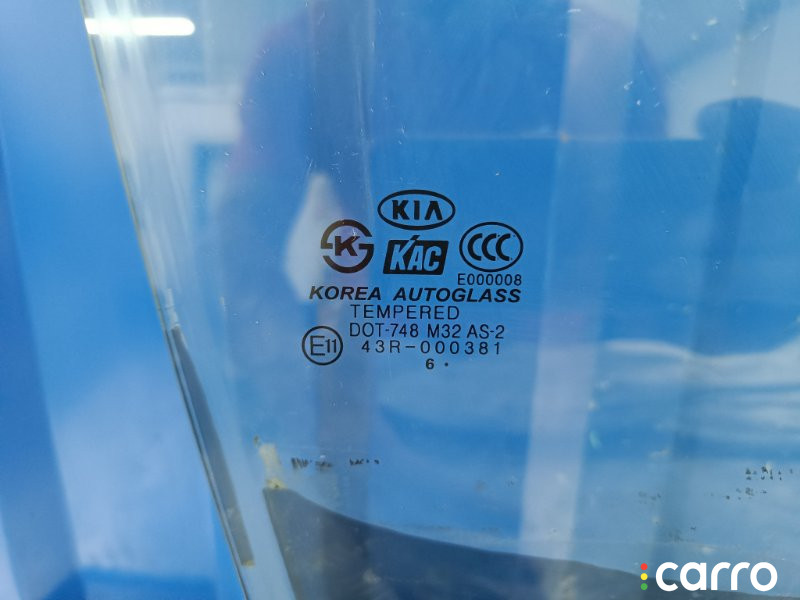 KIA
K
KAC
CCC
E000008
KOREA AUTOGLASS
TEMPERED
DOT-748 M32 AS-2
E11
43R-000381
6 •
carro